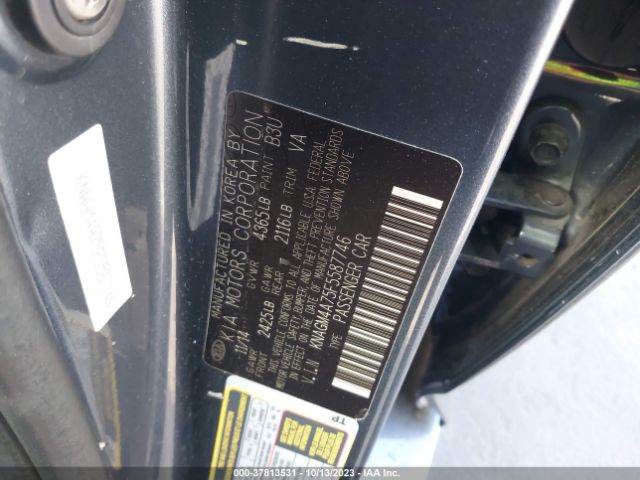 MANUFACTURED IN KOREA BY
KIA MOTORS CORPORATION
10/14 GVWR 4365LB PAINT B3U
GAWR FRONT 2425LB GAWR REAR 2116LB TRIM VA
THIS VEHICLE CONFORMS TO ALL APPLICABLE U.S.A. FEDERAL
MOTOR VEHICLE SAFETY, BUMPER, AND THEFT PREVENTION STANDARDS
IN EFFECT ON THE DATE OF MANUFACTURE SHOWN ABOVE
V.I.N KNAGM4A75F5587746
TYPE PASSENGER CAR
TP
000-37813531 | 10/13/2023 | IAA Inc.